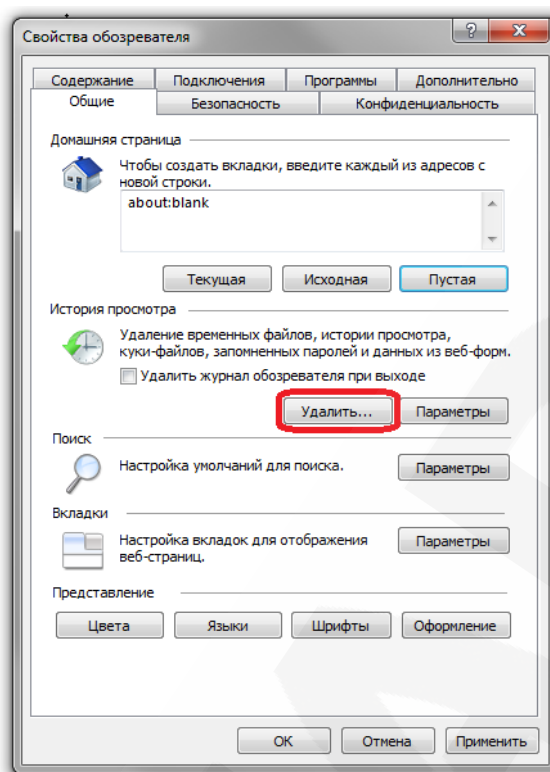 Свойства обозревателя
?
Содержание Подключения Программы Дополнительно
Общие Безопасность Конфиденциальность
Домашняя страница
Чтобы создать вкладки, введите каждый из адресов с
новой строки.
about:blank
Текущая Исходная Пустая
История просмотра
Удаление временных файлов, истории просмотра,
куки-файлов, запомненных паролей и данных из веб-форм.
Удалить журнал обозревателя при выходе
Удалить... Параметры
Поиск
Настройка умолчаний для поиска.
Параметры
Вкладки
Настройка вкладок для отображения
веб-страниц.
Параметры
Представление
Цвета Языки Шрифты Оформление
ОК Отмена Применить